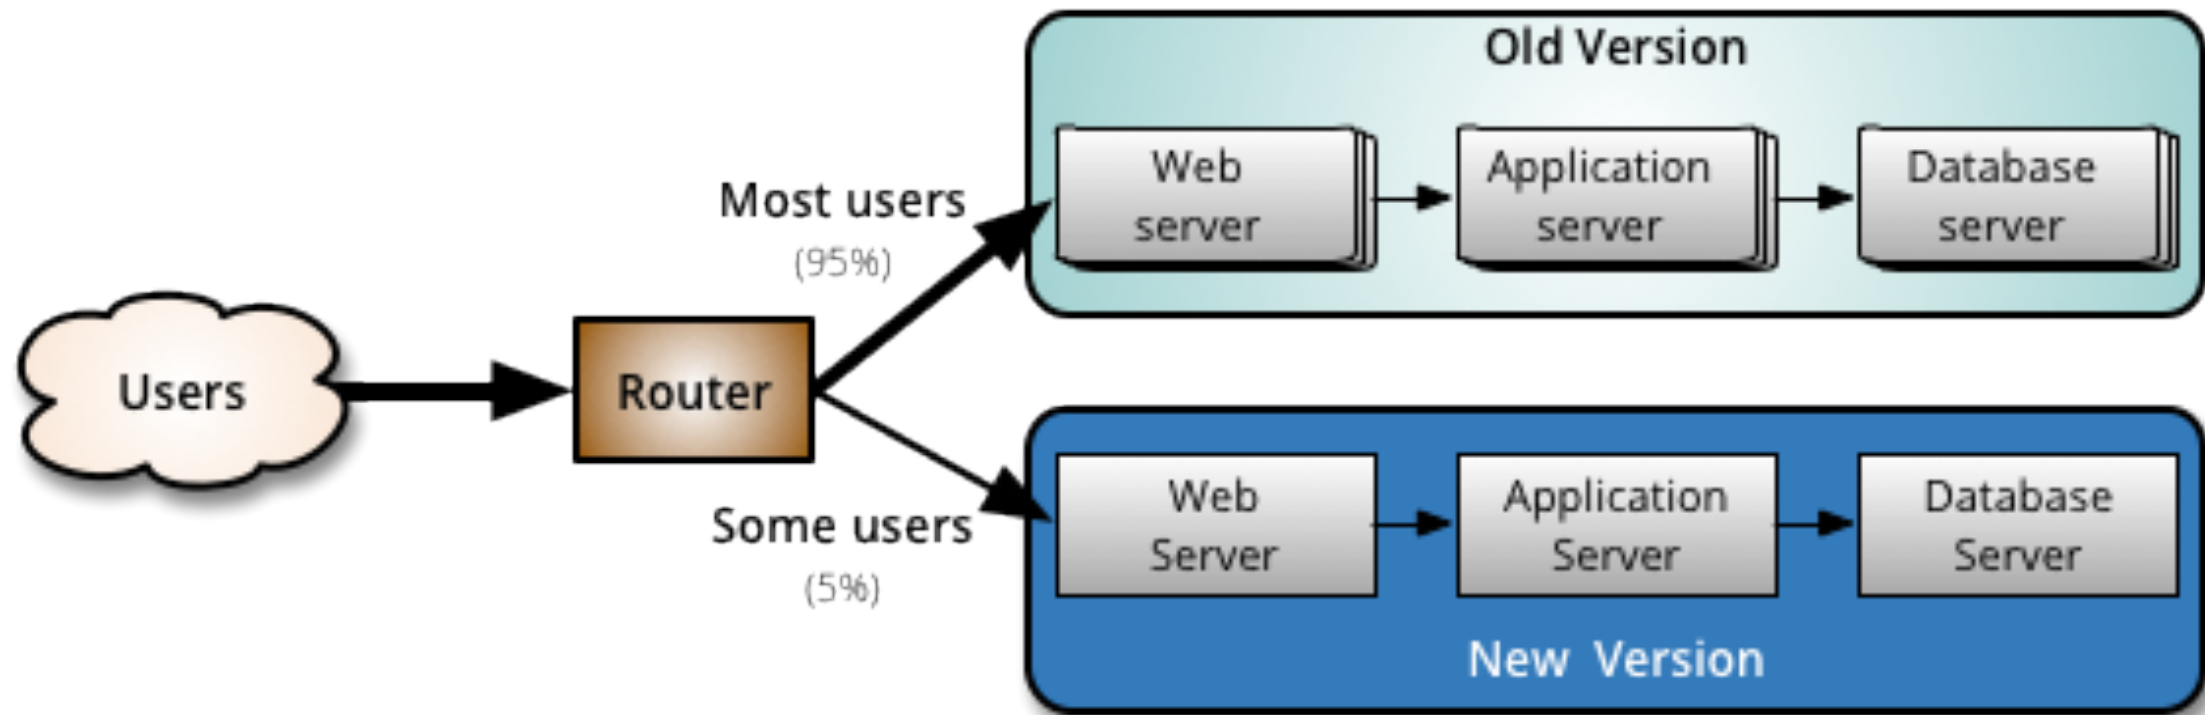 Old Version
Web
server
Application
server
Database
server
Most users
(95%)
Users
Router
Some users
(5%)
Web
Server
Application
Server
Database
Server
New Version